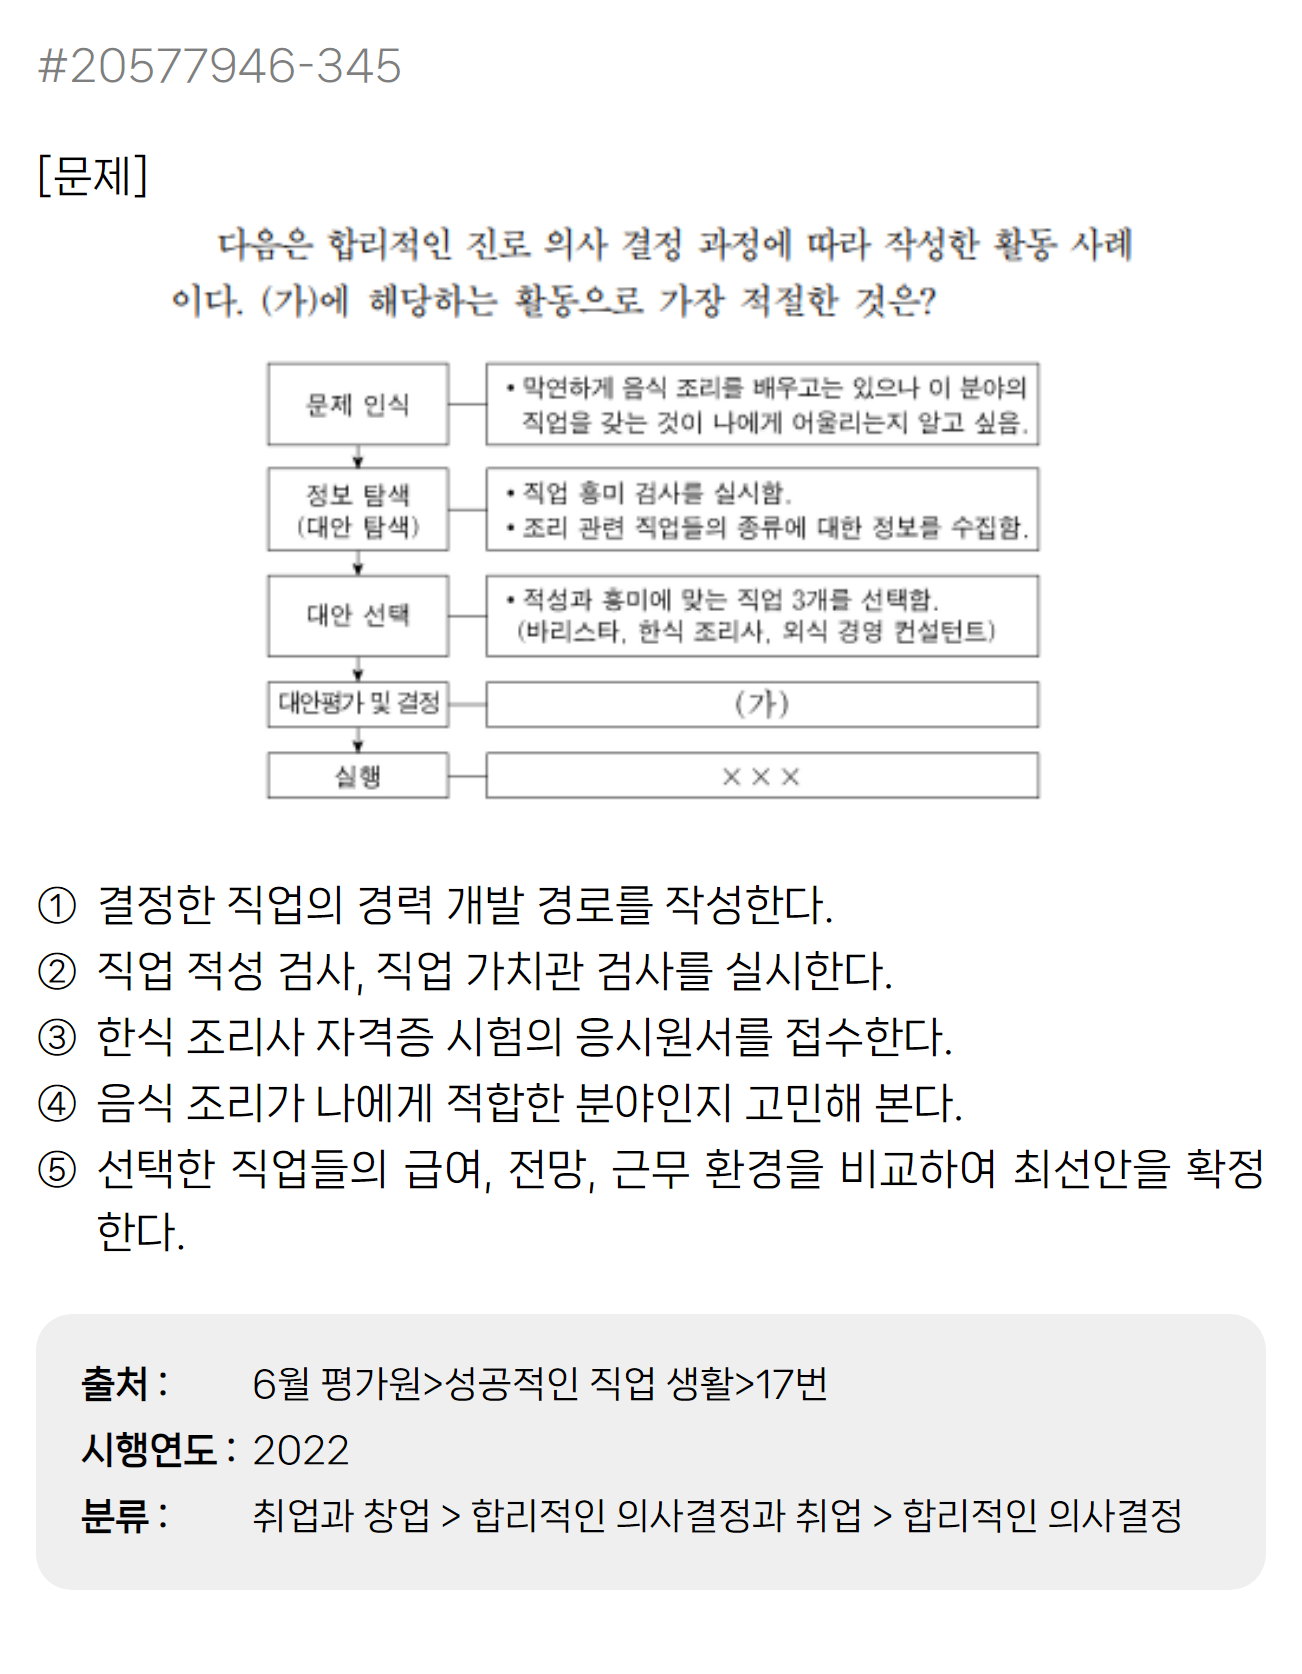 #20577946-345
[문제]
다음은 합리적인 진로 의사 결정 과정에 따라 작성한 활동 사례
이다. (가)에 해당하는 활동으로 가장 적절한 것은?
문제 인식
• 막연하게 음식 조리를 배우고는 있으나 이 분야의
직업을 갖는 것이 나에게 어울리는지 알고 싶음.
정보 탐색
(대안 탐색)
• 직업 흥미 검사를 실시함.
• 조리 관련 직업들의 종류에 대한 정보를 수집함.
대안 선택
• 적성과 흥미에 맞는 직업 3개를 선택함.
(바리스타, 한식 조리사, 외식 경영 컨설턴트)
대안평가 및 결정
(가)
실행
× × ×
① 결정한 직업의 경력 개발 경로를 작성한다.
② 직업 적성 검사, 직업 가치관 검사를 실시한다.
③ 한식 조리사 자격증 시험의 응시원서를 접수한다.
④ 음식 조리가 나에게 적합한 분야인지 고민해 본다.
⑤ 선택한 직업들의 급여, 전망, 근무 환경을 비교하여 최선안을 확정
한다.
출처 : 6월 평가원>성공적인 직업 생활>17번
시행연도 : 2022
분류 : 취업과 창업 > 합리적인 의사결정과 취업 > 합리적인 의사결정